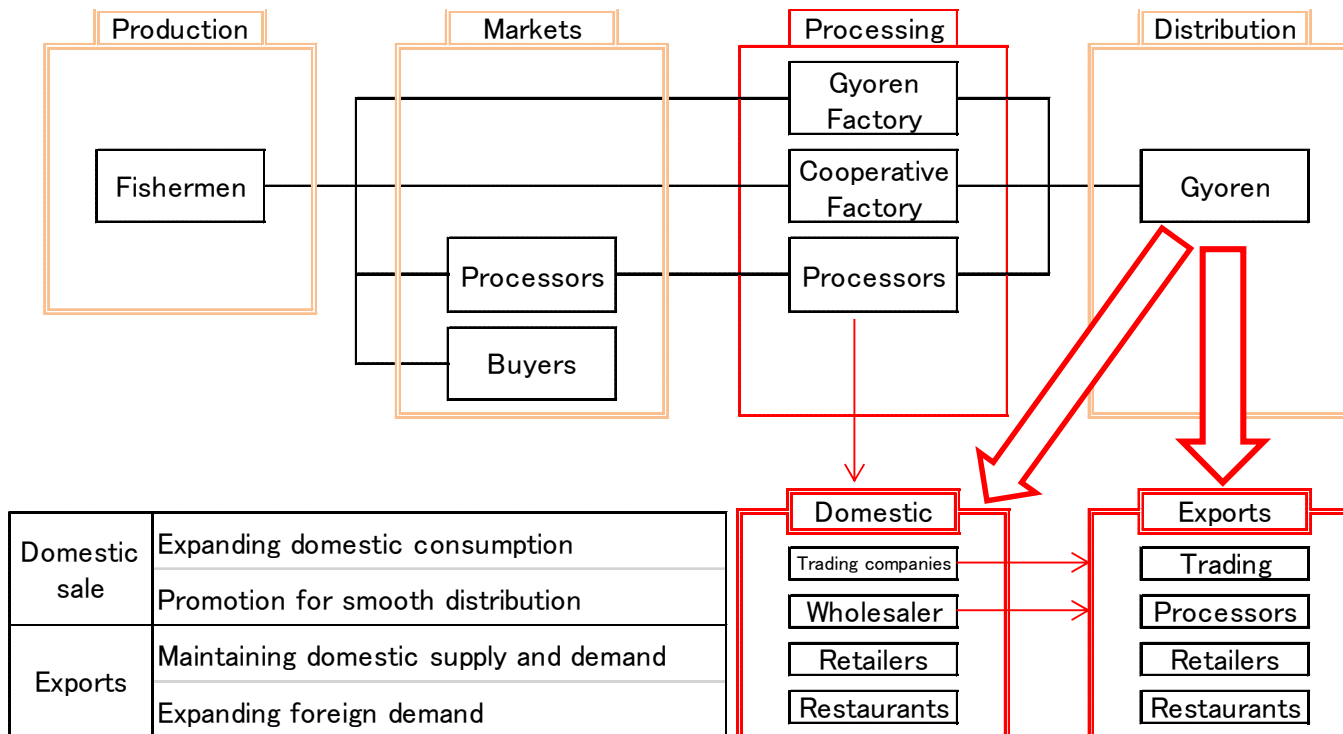 Production
Markets
Processing
Distribution
Gyoren
Factory
Fishermen
Cooperative
Factory
Gyoren
Processors
Processors
Buyers
Domestic
sale
Expanding domestic consumption
Promotion for smooth distribution
Exports
Maintaining domestic supply and demand
Expanding foreign demand
Domestic
Trading companies
Wholesaler
Retailers
Restaurants
Exports
Trading
Processors
Retailers
Restaurants